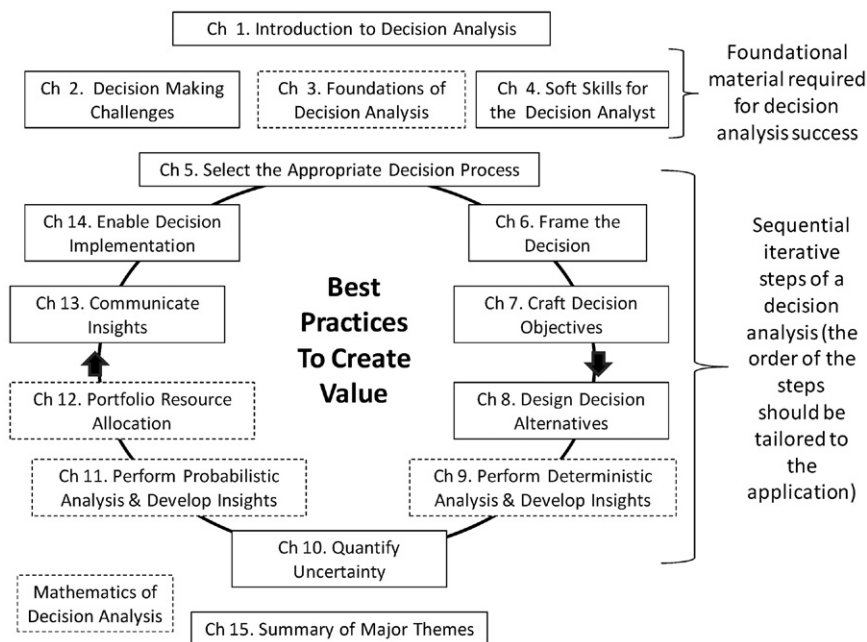 Ch 1. Introduction to Decision Analysis
Ch 2. Decision Making
Challenges
Ch 3. Foundations of
Decision Analysis
Ch 4. Soft Skills for
the Decision Analyst
Foundational
material required
for decision
analysis success
Ch 5. Select the Appropriate Decision Process
Ch 14. Enable Decision
Implementation
Ch 6. Frame the
Decision
Ch 13. Communicate
Insights
Best
Practices
To Create
Value
Ch 7. Craft Decision
Objectives
Ch 12. Portfolio Resource
Allocation
Ch 8. Design Decision
Alternatives
Ch 11. Perform Probabilistic
Analysis & Develop Insights
Ch 9. Perform Deterministic
Analysis & Develop Insights
Ch 10. Quantify
Uncertainty
Sequential
iterative
steps of a
decision
analysis (the
order of the
steps
should be
tailored to
the
application)
Mathematics of
Decision Analysis
Ch 15. Summary of Major Themes